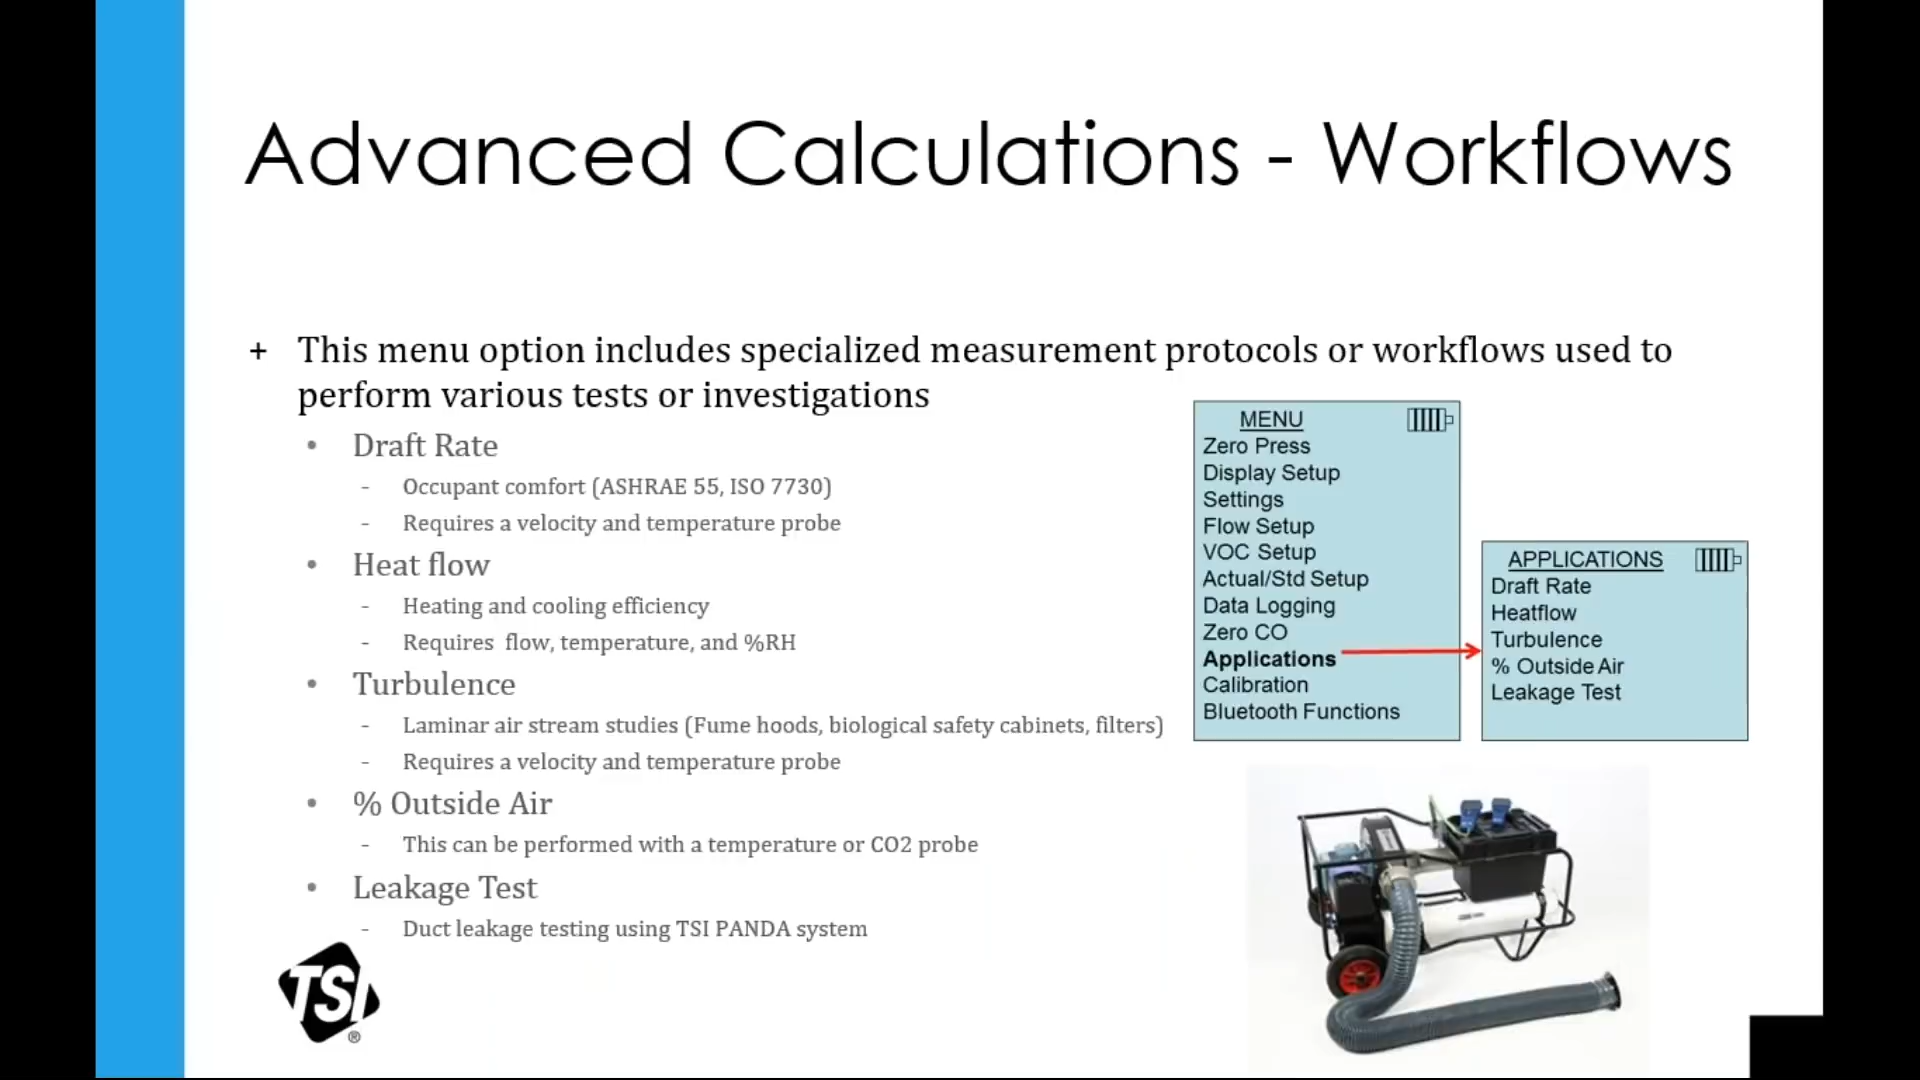 Advanced Calculations - Workflows
+ This menu option includes specialized measurement protocols or workflows used to
perform various tests or investigations
• Draft Rate
- Occupant comfort (ASHRAE 55, ISO 7730)
- Requires a velocity and temperature probe
• Heat flow
- Heating and cooling efficiency
- Requires  flow, temperature, and %RH
• Turbulence
- Laminar air stream studies (Fume hoods, biological safety cabinets, filters)
- Requires a velocity and temperature probe
• % Outside Air
- This can be performed with a temperature or CO2 probe
• Leakage Test
- Duct leakage testing using TSI PANDA system
MENU
Zero Press
Display Setup
Settings
Flow Setup
VOC Setup
Actual/Std Setup
Data Logging
Zero CO
Applications
Calibration
Bluetooth Functions
APPLICATIONS
Draft Rate
Heatflow
Turbulence
% Outside Air
Leakage Test
TSI®